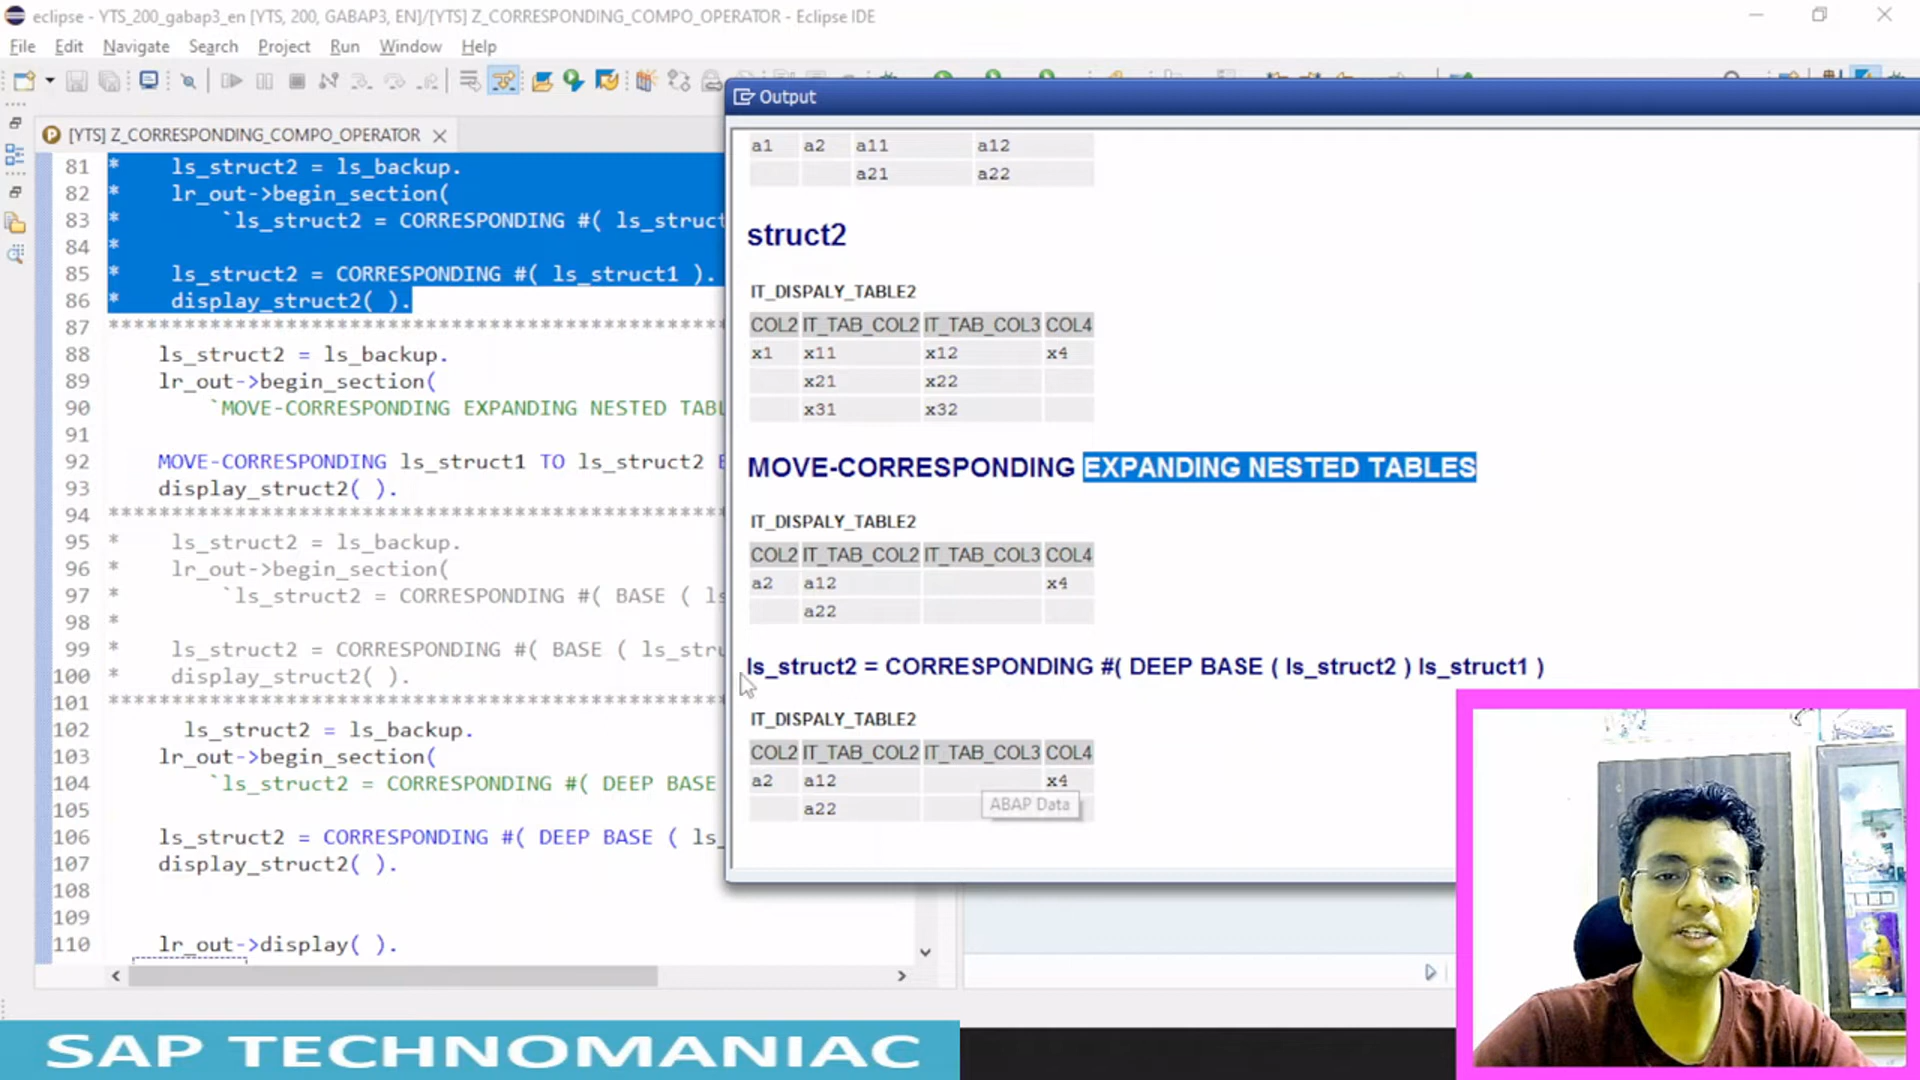 eclipse - YTS_200_gabap3_en [YTS, 200, GABAP3, EN]/[YTS] Z_CORRESPONDING_COMPO_OPERATOR - Eclipse IDE
File Edit Navigate Search Project Run Window Help
[YTS] Z_CORRESPONDING_COMPO_OPERATOR
81 * ls_struct2 = ls_backup.
82 * lr_out->begin_section(
83 * `ls_struct2 = CORRESPONDING #( ls_struct
84 *
85 * ls_struct2 = CORRESPONDING #( ls_struct1 ).
86 * display_struct2( ).
87 ***********************************************
88 ls_struct2 = ls_backup.
89 lr_out->begin_section(
90 `MOVE-CORRESPONDING EXPANDING NESTED TABL
91
92 MOVE-CORRESPONDING ls_struct1 TO ls_struct2 E
93 display_struct2( ).
94 ***********************************************
95 * ls_struct2 = ls_backup.
96 * lr_out->begin_section(
97 * `ls_struct2 = CORRESPONDING #( BASE ( ls
98 *
99 * ls_struct2 = CORRESPONDING #( BASE ( ls_stru
100 * display_struct2( ).
101 ***********************************************
102 ls_struct2 = ls_backup.
103 lr_out->begin_section(
104 `ls_struct2 = CORRESPONDING #( DEEP BASE
105
106 ls_struct2 = CORRESPONDING #( DEEP BASE ( ls_
107 display_struct2( ).
108
109
110 lr_out->display( ).
Output
a1 a2 a11 a12
a21 a22
struct2
IT_DISPALY_TABLE2
COL2 IT_TAB_COL2 IT_TAB_COL3 COL4
x1 x11 x12 x4
x21 x22
x31 x32
MOVE-CORRESPONDING EXPANDING NESTED TABLES
IT_DISPALY_TABLE2
COL2 IT_TAB_COL2 IT_TAB_COL3 COL4
a2 a12 x4
a22
ls_struct2 = CORRESPONDING #( DEEP BASE ( ls_struct2 ) ls_struct1 )
IT_DISPALY_TABLE2
COL2 IT_TAB_COL2 IT_TAB_COL3 COL4
a2 a12 x4
a22
ABAP Data
SAP TECHNOMANIAC